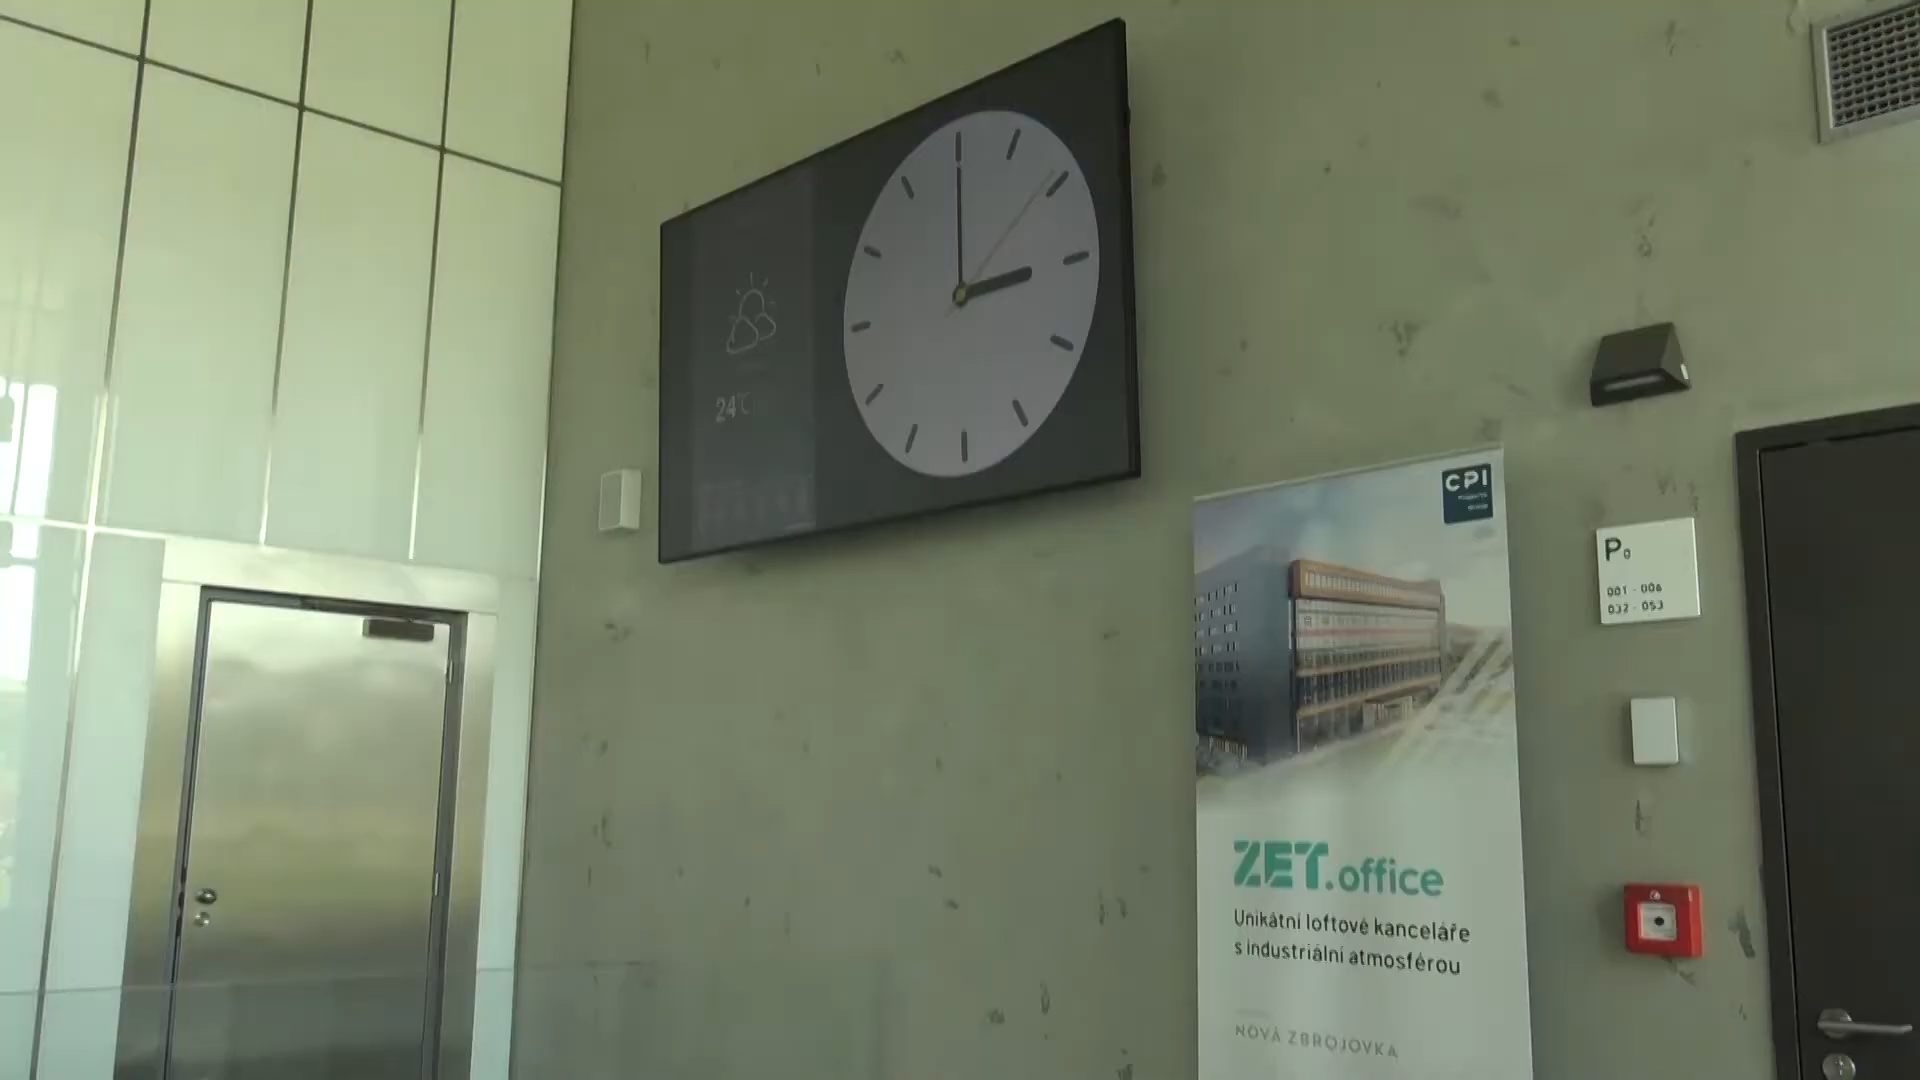 24°C
CPI
P0
001 - 006
032 - 053
ZET.office
Unikátní loftové kanceláře
s industriální atmosférou
NOVÁ ZBROJOVKA